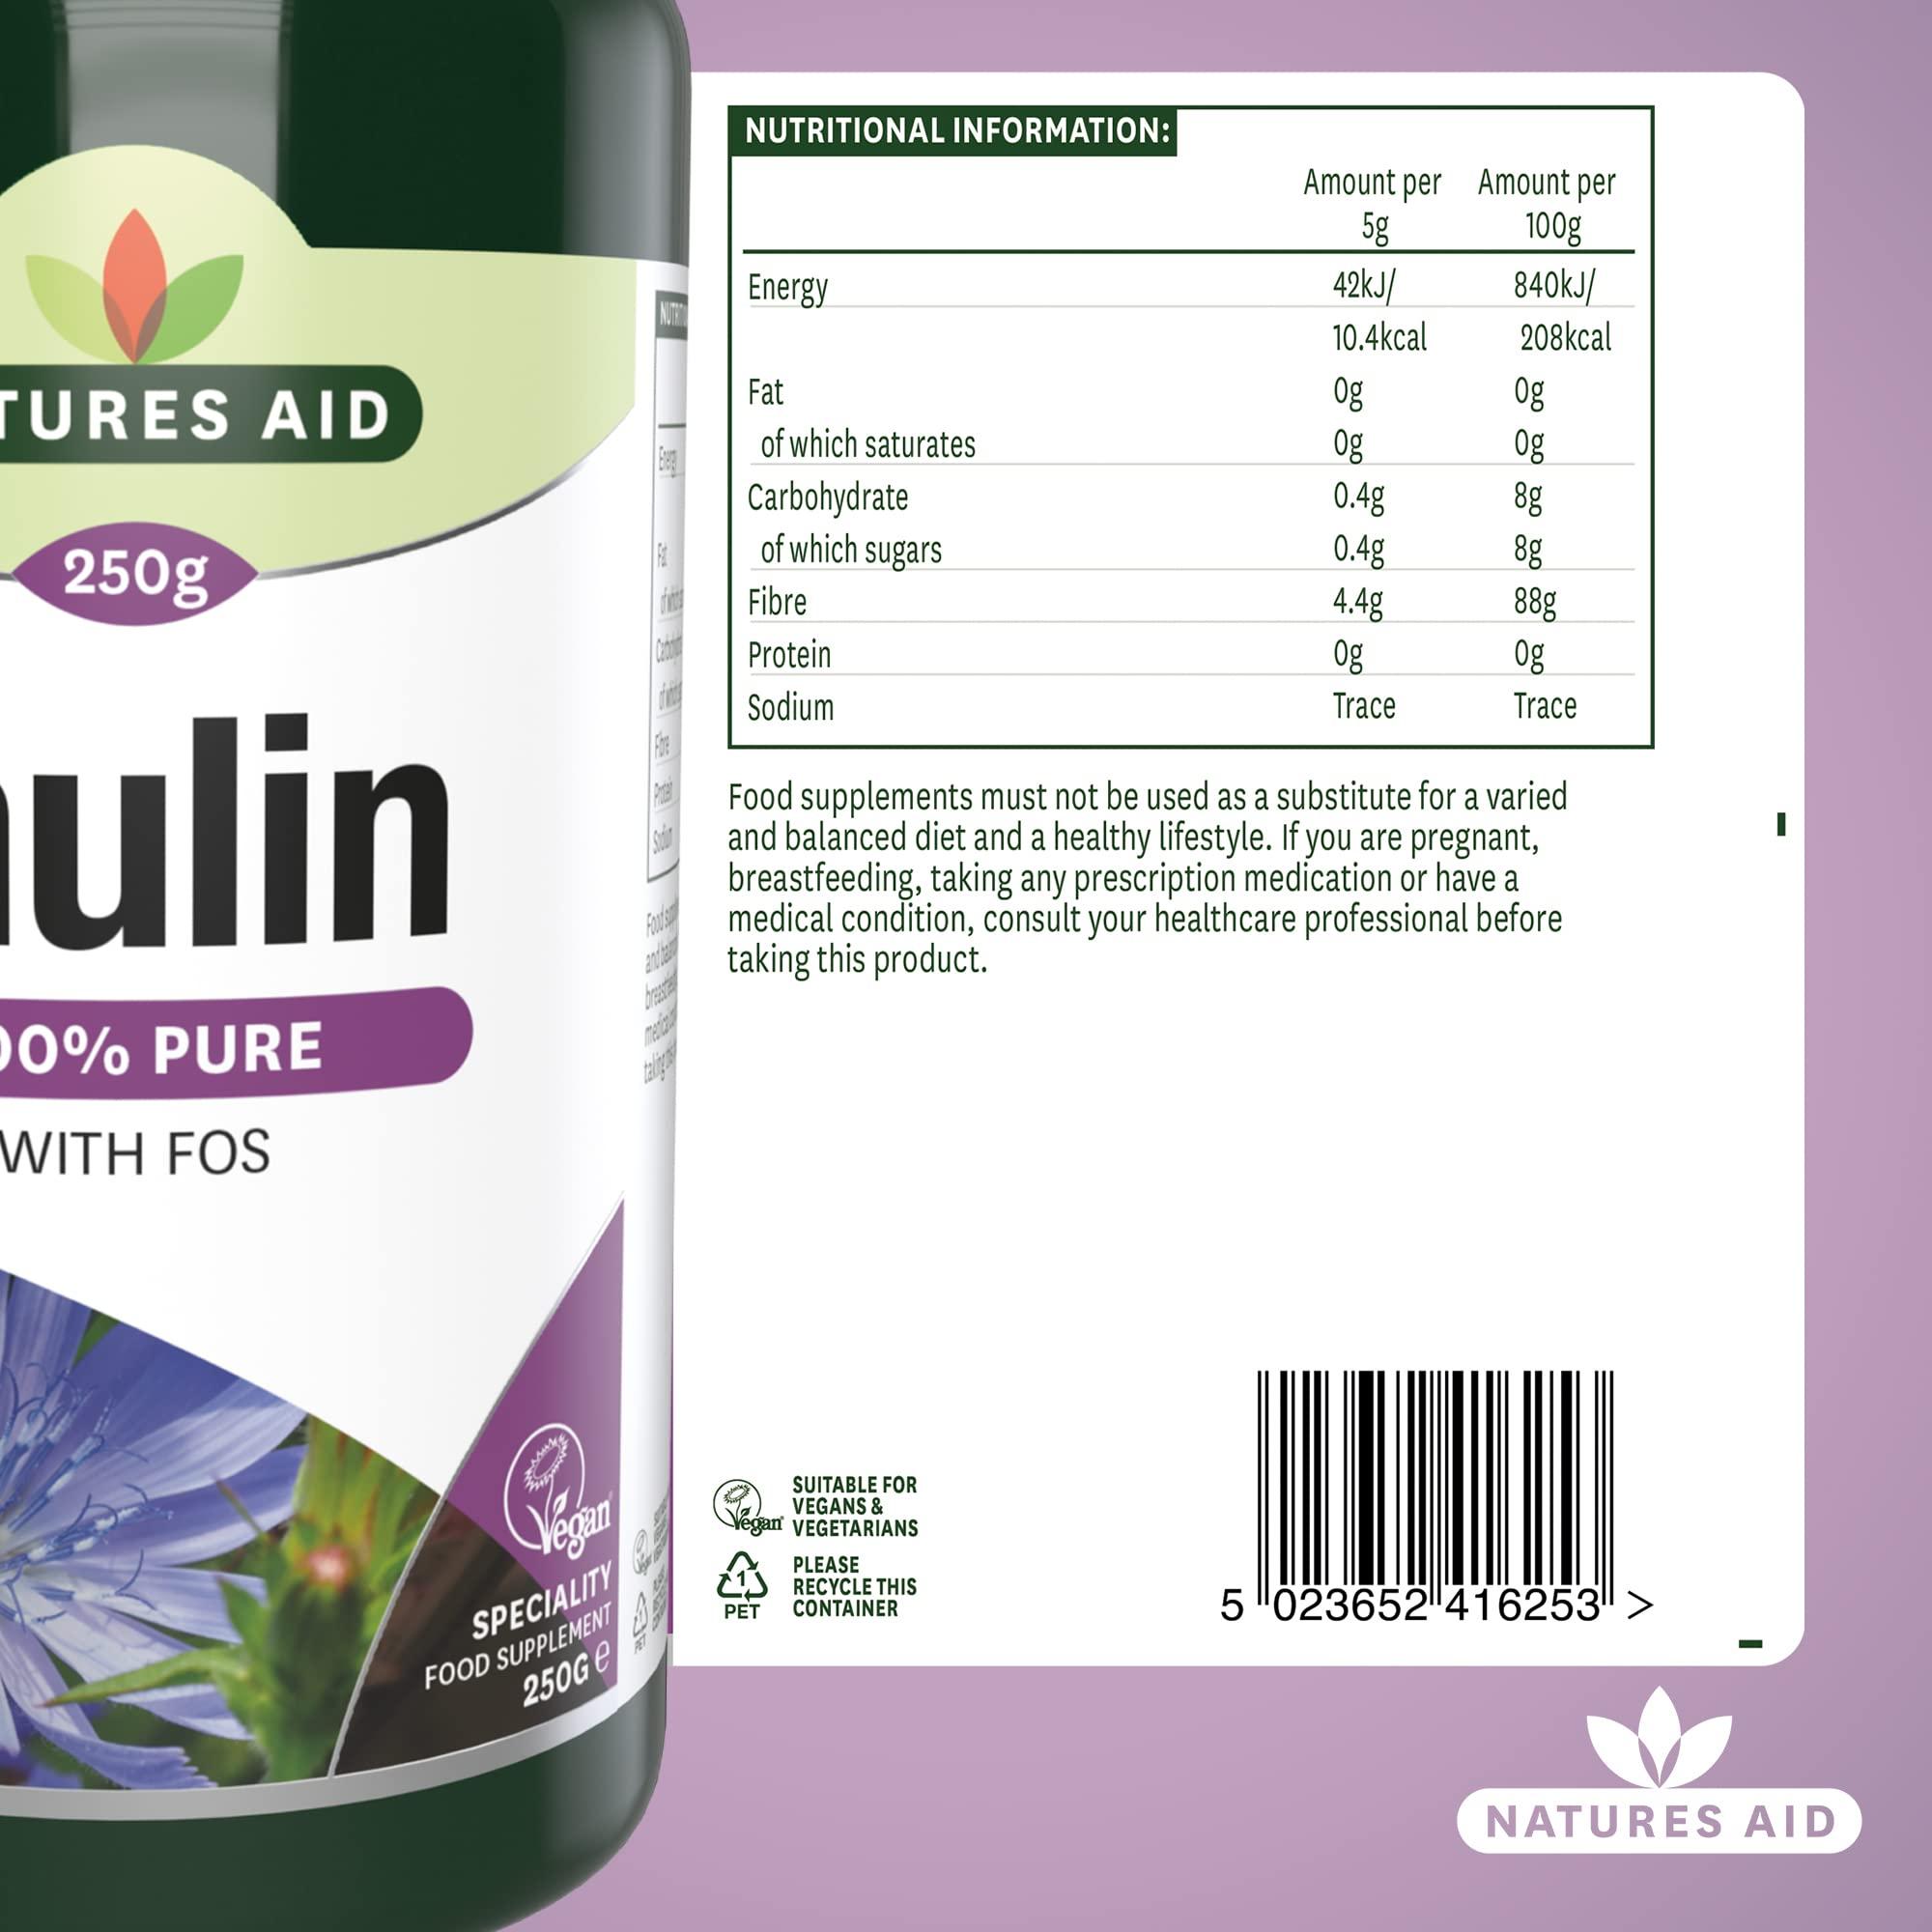 TURES AID
250g
ulin
00% PURE
WITH FOS
Vegan
SPECIALITY
FOOD SUPPLEMENT
250G e
NUTRITIONAL INFORMATION:
Amount per 5g Amount per 100g
Energy 42kJ/ 840kJ/
10.4kcal 208kcal
Fat 0g 0g
of which saturates 0g 0g
Carbohydrate 0.4g 8g
of which sugars 0.4g 8g
Fibre 4.4g 88g
Protein 0g 0g
Sodium Trace Trace
Food supplements must not be used as a substitute for a varied
and balanced diet and a healthy lifestyle. If you are pregnant,
breastfeeding, taking any prescription medication or have a
medical condition, consult your healthcare professional before
taking this product.
Vegan
SUITABLE FOR
VEGANS &
VEGETARIANS
1
PET
PLEASE
RECYCLE THIS
CONTAINER
5 023652 416253 >
NATURES AID